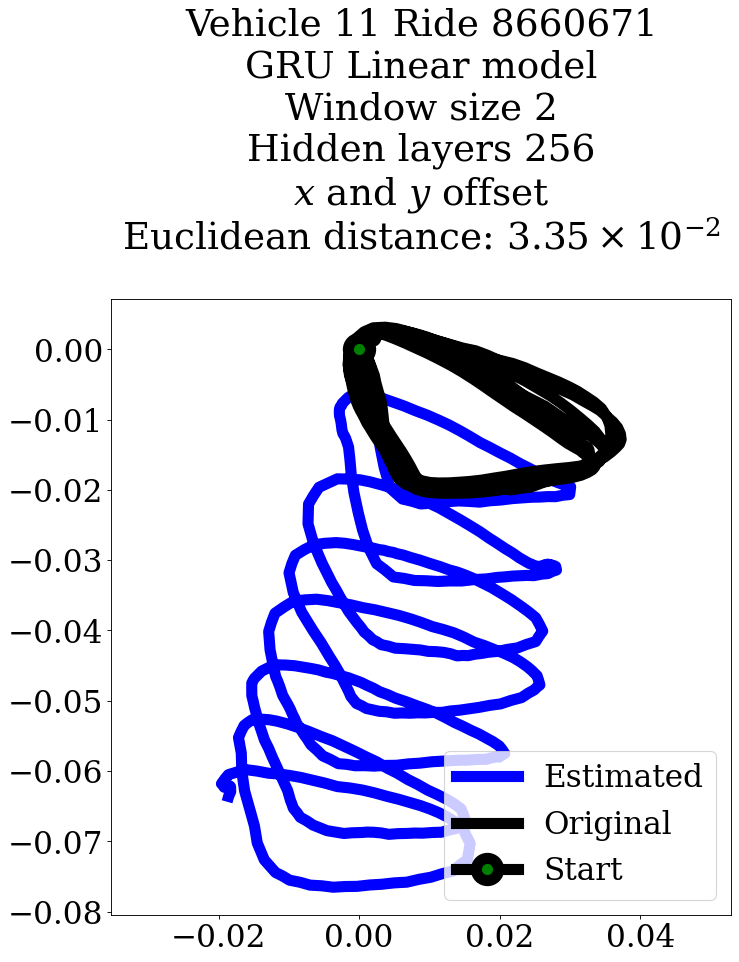 Vehicle 11 Ride 8660671
GRU Linear model
Window size 2
Hidden layers 256
x and y offset
Euclidean distance: 3.35 × 10⁻²
0.00
−0.01
−0.02
−0.03
−0.04
−0.05
−0.06
−0.07
−0.08
−0.02 0.00 0.02 0.04
Estimated
Original
Start